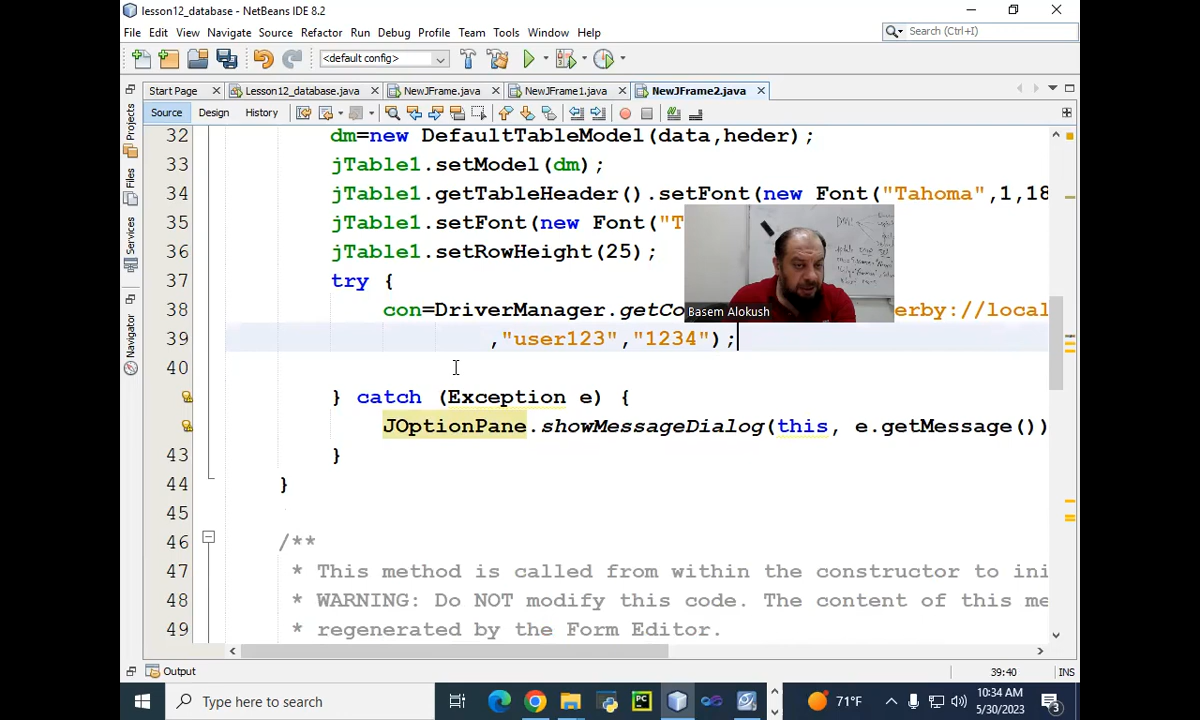 lesson12_database - NetBeans IDE 8.2
File Edit View Navigate Source Refactor Run Debug Profile Team Tools Window Help
Search (Ctrl+I)
<default config>
Start Page Lesson12_database.java NewJFrame.java NewJFrame1.java NewJFrame2.java
Source Design History
Projects
Files
Services
Navigator
32 dm=new DefaultTableModel(data,heder);
33 jTable1.setModel(dm);
34 jTable1.getTableHeader().setFont(new Font("Tahoma",1,18
35 jTable1.setFont(new Font("T
36 jTable1.setRowHeight(25);
37 try {
38 con=DriverManager.getCo erby://local
39 ,"user123","1234");
40
} catch (Exception e) {
JOptionPane.showMessageDialog(this, e.getMessage())
43 }
44 }
45
46 /**
47 * This method is called from within the constructor to ini
48 * WARNING: Do NOT modify this code. The content of this me
49 * regenerated by the Form Editor.
Basem Alokush
Output
39:40 INS
Type here to search
PC
71°F
10:34 AM
5/30/2023
3